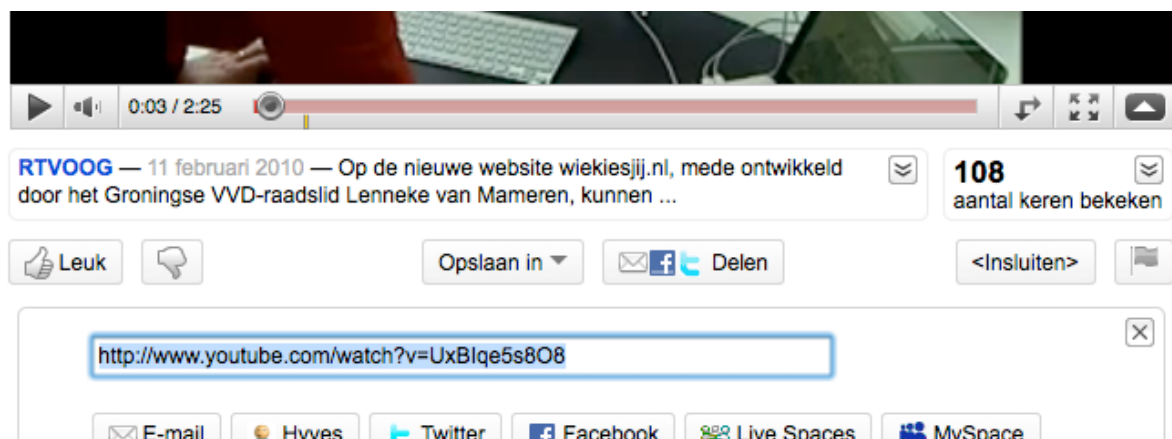 0:03 / 2:25
RTVOOG — 11 februari 2010 — Op de nieuwe website wiekiesjij.nl, mede ontwikkeld
door het Groningse VVD-raadslid Lenneke van Mameren, kunnen ...
108
aantal keren bekeken
Leuk
Opslaan in
Delen
<Insluiten>
http://www.youtube.com/watch?v=UxBIqe5s8O8
E-mail
Hyves
Twitter
Facebook
Live Spaces
MySpace